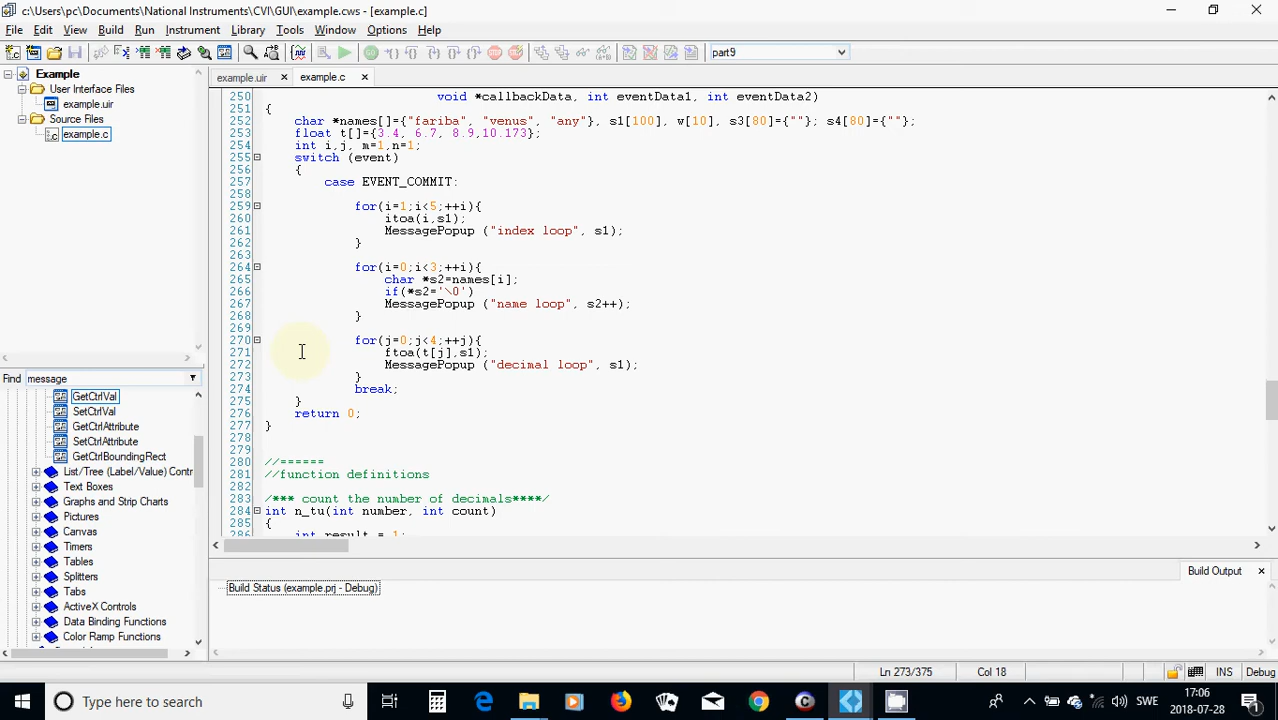 c:\Users\pc\Documents\National Instruments\CVI\GUI\example.cws - [example.c]
File Edit View Build Run Instrument Library Tools Window Options Help
part9
Example
User Interface Files
example.uir
Source Files
example.c
Find message
GetCtrlVal
SetCtrlVal
GetCtrlAttribute
SetCtrlAttribute
GetCtrlBoundingRect
List/Tree (Label/Value) Contr
Text Boxes
Graphs and Strip Charts
Pictures
Canvas
Timers
Tables
Splitters
Tabs
ActiveX Controls
Data Binding Functions
Color Ramp Functions
example.uir example.c
250 void *callbackData, int eventData1, int eventData2)
251 {
252 char *names[]={"fariba", "venus", "any"}, s1[100], w[10], s3[80]={""}; s4[80]={""};
253 float t[]={3.4, 6.7, 8.9,10.173};
254 int i,j, m=1,n=1;
255 switch (event)
256 {
257 case EVENT_COMMIT:
258
259 for(i=1;i<5;++i){
260 itoa(i,s1);
261 MessagePopup ("index loop", s1);
262 }
263
264 for(i=0;i<3;++i){
265 char *s2=names[i];
266 if(*s2='\0')
267 MessagePopup ("name loop", s2++);
268 }
269
270 for(j=0;j<4;++j){
271 ftoa(t[j],s1);
272 MessagePopup ("decimal loop", s1);
273 }
274 break;
275 }
276 return 0;
277 }
278
279
280 //======
281 //function definitions
282
283 /*** count the number of decimals****/
284 int n_tu(int number, int count)
285 {
286 int result = 1;
Build Output
Build Status (example.prj - Debug)
Ln 273/375 Col 18 INS Debug
Type here to search
SWE
17:06
2018-07-28